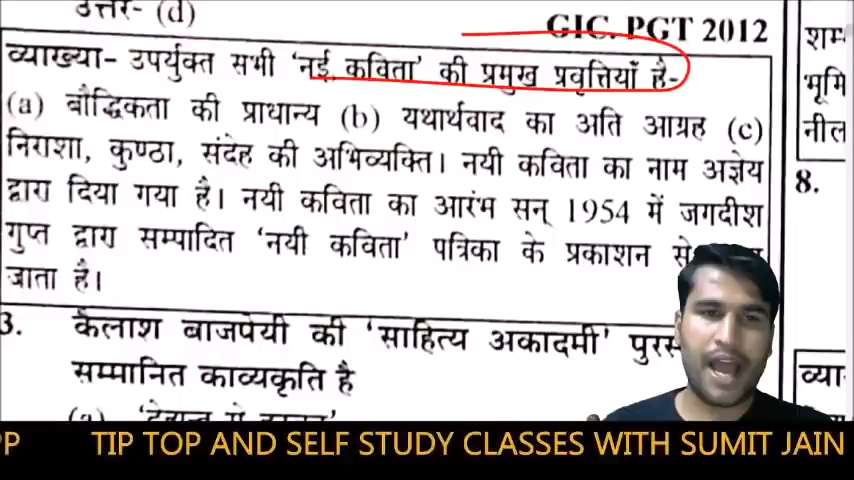 उत्तर- (d)
GIC. PGT 2012
व्याख्या- उपर्युक्त सभी 'नई कविता' की प्रमुख प्रवृत्तियाँ है-
(a) बौद्धिकता की प्राधान्य (b) यथार्थवाद का अति आग्रह (c)
निराशा, कुण्ठा, संदेह की अभिव्यक्ति। नयी कविता का नाम अज्ञेय
द्वारा दिया गया है। नयी कविता का आरंभ सन् 1954 में जगदीश
गुप्त द्वारा सम्पादित 'नयी कविता' पत्रिका के प्रकाशन से
जाता है।
3. कैलाश बाजपेयी की 'साहित्य अकादमी'
सम्मानित काव्यकृति है
(a)
भूमि
नील
8.
व्या
TIP TOP AND SELF STUDY CLASSES WITH SUMIT JAIN